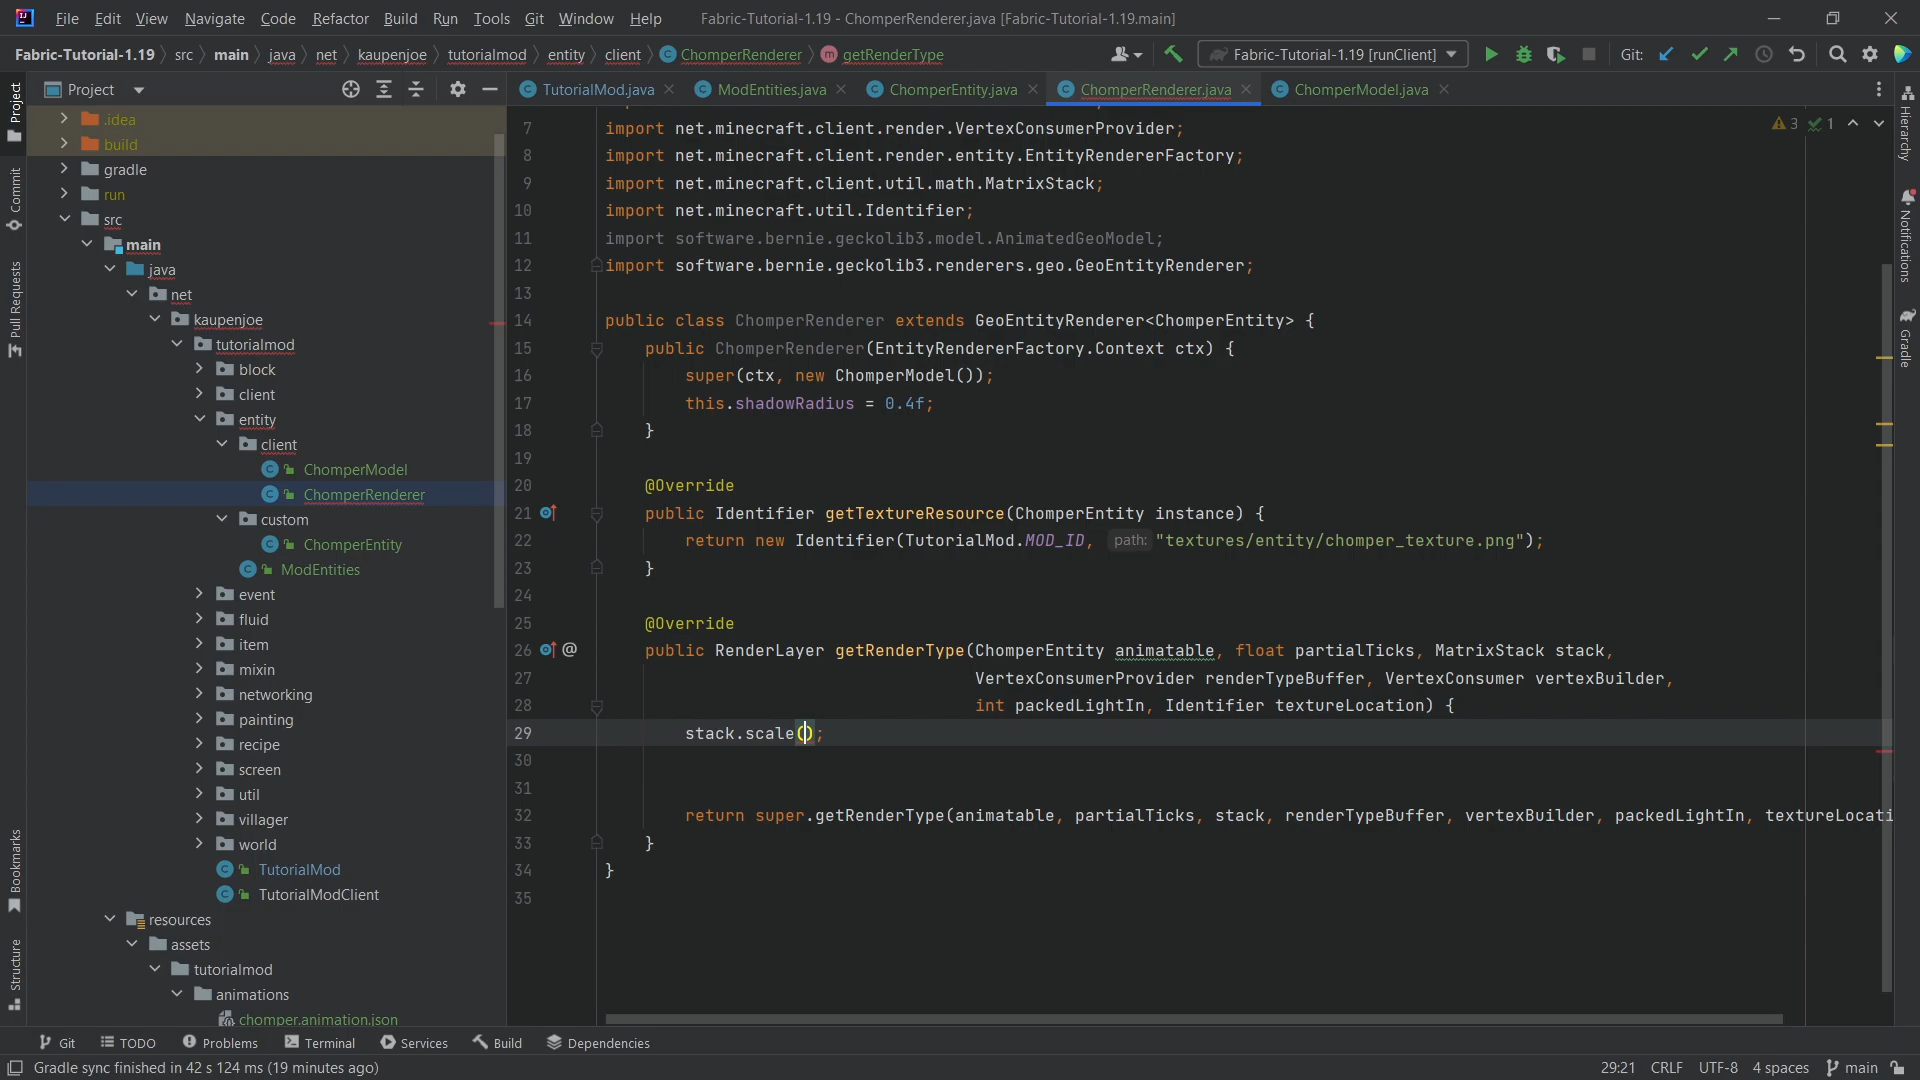 File Edit View Navigate Code Refactor Build Run Tools Git Window Help Fabric-Tutorial-1.19 - ChomperRenderer.java [Fabric-Tutorial-1.19.main]
Fabric-Tutorial-1.19 src main java net kaupenjoe tutorialmod entity client ChomperRenderer getRenderType Fabric-Tutorial-1.19 [runClient] Git:
Project TutorialMod.java ModEntities.java ChomperEntity.java ChomperRenderer.java ChomperModel.java
Project
Commit
Pull Requests
Bookmarks
Structure
.idea
build
gradle
run
src
main
java
net
kaupenjoe
tutorialmod
block
client
entity
client
ChomperModel
ChomperRenderer
custom
ChomperEntity
ModEntities
event
fluid
item
mixin
networking
painting
recipe
screen
util
villager
world
TutorialMod
TutorialModClient
resources
assets
tutorialmod
animations
chomper.animation.json
3 1
7 import net.minecraft.client.render.VertexConsumerProvider;
8 import net.minecraft.client.render.entity.EntityRendererFactory;
9 import net.minecraft.client.util.math.MatrixStack;
10 import net.minecraft.util.Identifier;
11 import software.bernie.geckolib3.model.AnimatedGeoModel;
12 import software.bernie.geckolib3.renderers.geo.GeoEntityRenderer;
13
14 public class ChomperRenderer extends GeoEntityRenderer<ChomperEntity> {
15 public ChomperRenderer(EntityRendererFactory.Context ctx) {
16 super(ctx, new ChomperModel());
17 this.shadowRadius = 0.4f;
18 }
19
20 @Override
21 public Identifier getTextureResource(ChomperEntity instance) {
22 return new Identifier(TutorialMod.MOD_ID, path: "textures/entity/chomper_texture.png");
23 }
24
25 @Override
26 @ public RenderLayer getRenderType(ChomperEntity animatable, float partialTicks, MatrixStack stack,
27 VertexConsumerProvider renderTypeBuffer, VertexConsumer vertexBuilder,
28 int packedLightIn, Identifier textureLocation) {
29 stack.scale();
30
31
32 return super.getRenderType(animatable, partialTicks, stack, renderTypeBuffer, vertexBuilder, packedLightIn, textureLocati
33 }
34 }
35
Hierarchy
Notifications
Gradle
Git TODO Problems Terminal Services Build Dependencies
Gradle sync finished in 42 s 124 ms (19 minutes ago) 29:21 CRLF UTF-8 4 spaces main